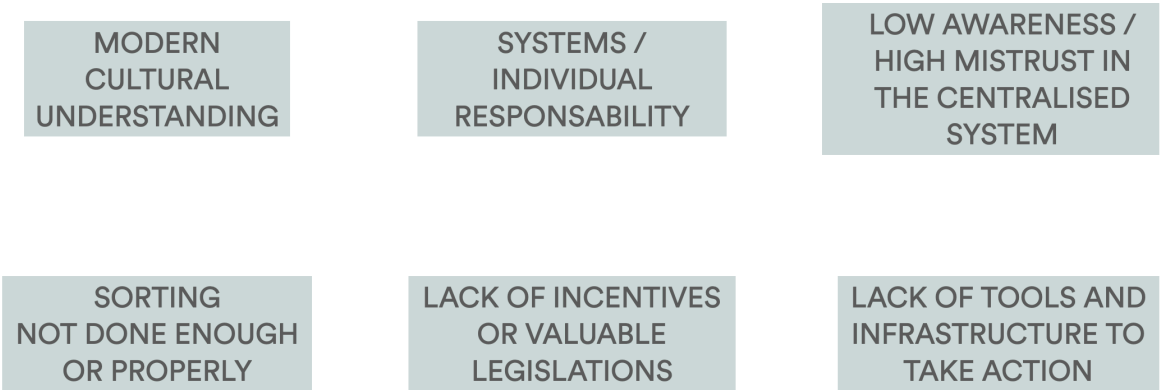 MODERN
CULTURAL
UNDERSTANDING
SYSTEMS /
INDIVIDUAL
RESPONSABILITY
LOW AWARENESS /
HIGH MISTRUST IN
THE CENTRALISED
SYSTEM
SORTING
NOT DONE ENOUGH
OR PROPERLY
LACK OF INCENTIVES
OR VALUABLE
LEGISLATIONS
LACK OF TOOLS AND
INFRASTRUCTURE TO
TAKE ACTION